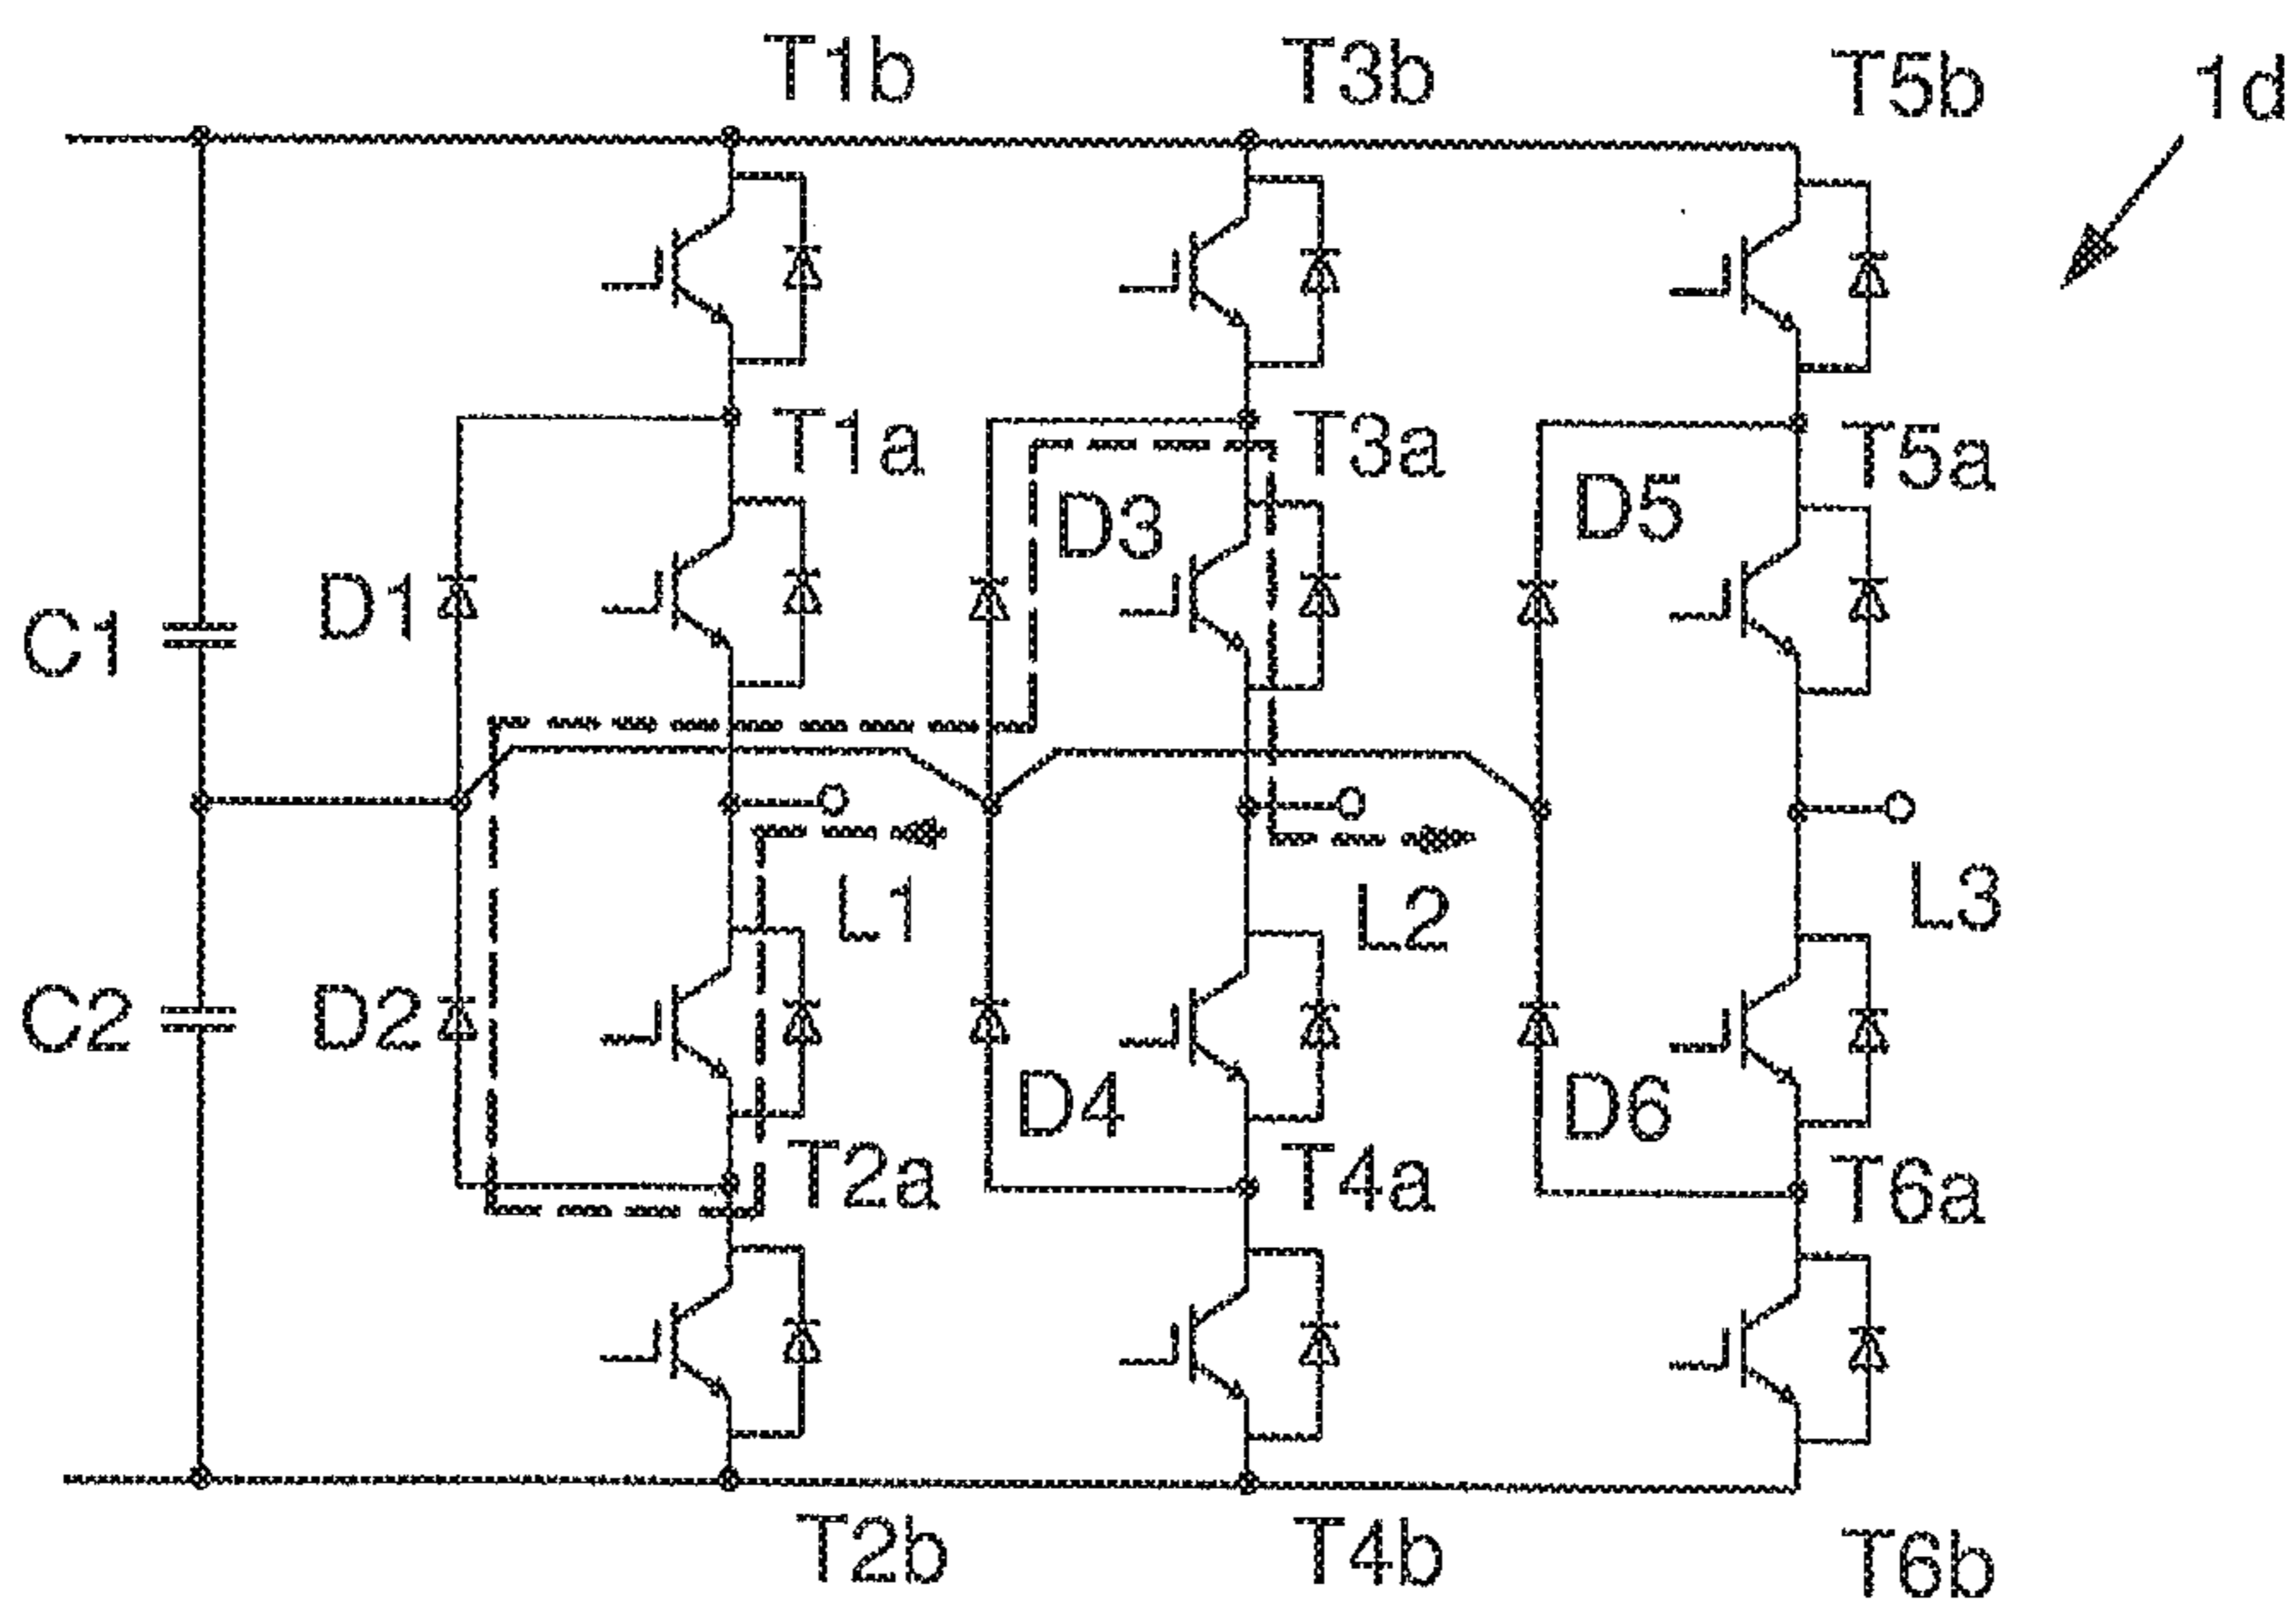 T1b
T3b
T5b
1d
T1a
T3a
T5a
D3
D5
D1
C1
L1
L2
L3
C2
D2
D4
D6
T2a
T4a
T6a
T2b
T4b
T6b